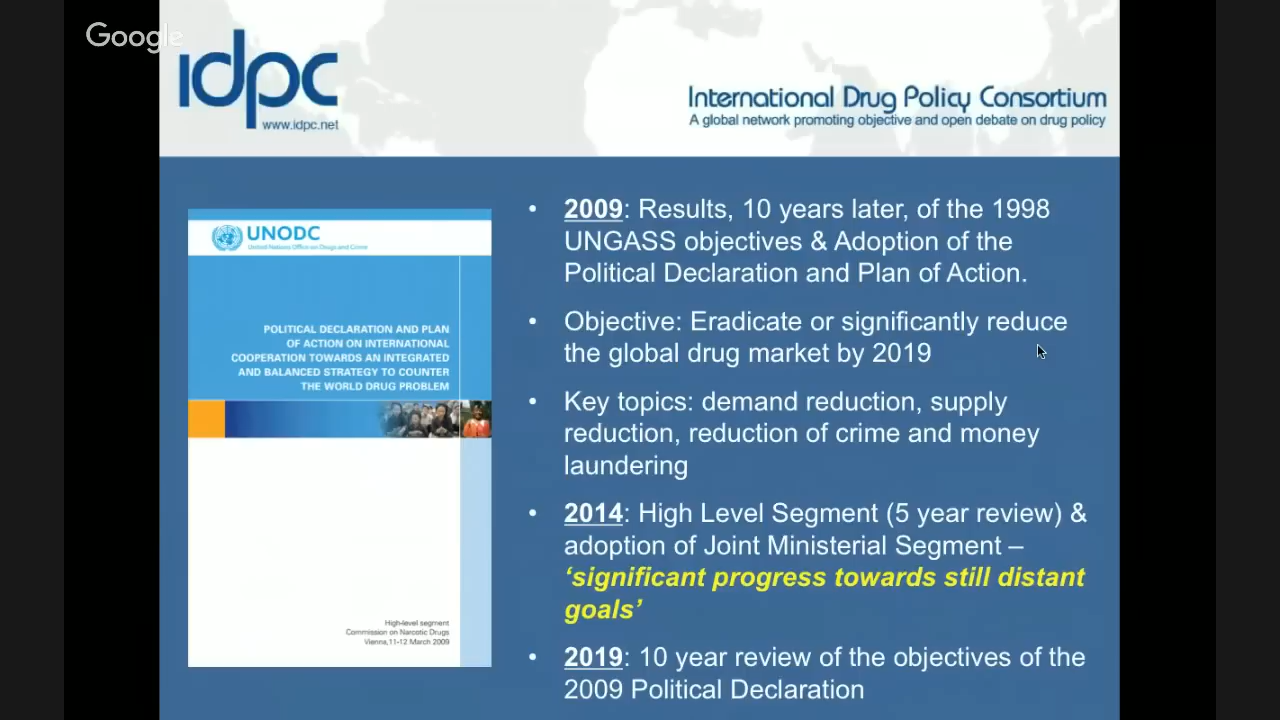 Google
idpc
www.idpc.net
International Drug Policy Consortium
A global network promoting objective and open debate on drug policy
UNODC
United Nations Office on Drugs and Crime
POLITICAL DECLARATION AND PLAN
OF ACTION ON INTERNATIONAL
COOPERATION TOWARDS AN INTEGRATED
AND BALANCED STRATEGY TO COUNTER
THE WORLD DRUG PROBLEM
High-level segment
Commission on Narcotic Drugs
Vienna, 11-12 March 2009
• 2009: Results, 10 years later, of the 1998
UNGASS objectives & Adoption of the
Political Declaration and Plan of Action.
• Objective: Eradicate or significantly reduce
the global drug market by 2019
• Key topics: demand reduction, supply
reduction, reduction of crime and money
laundering
• 2014: High Level Segment (5 year review) &
adoption of Joint Ministerial Segment –
‘significant progress towards still distant
goals’
• 2019: 10 year review of the objectives of the
2009 Political Declaration